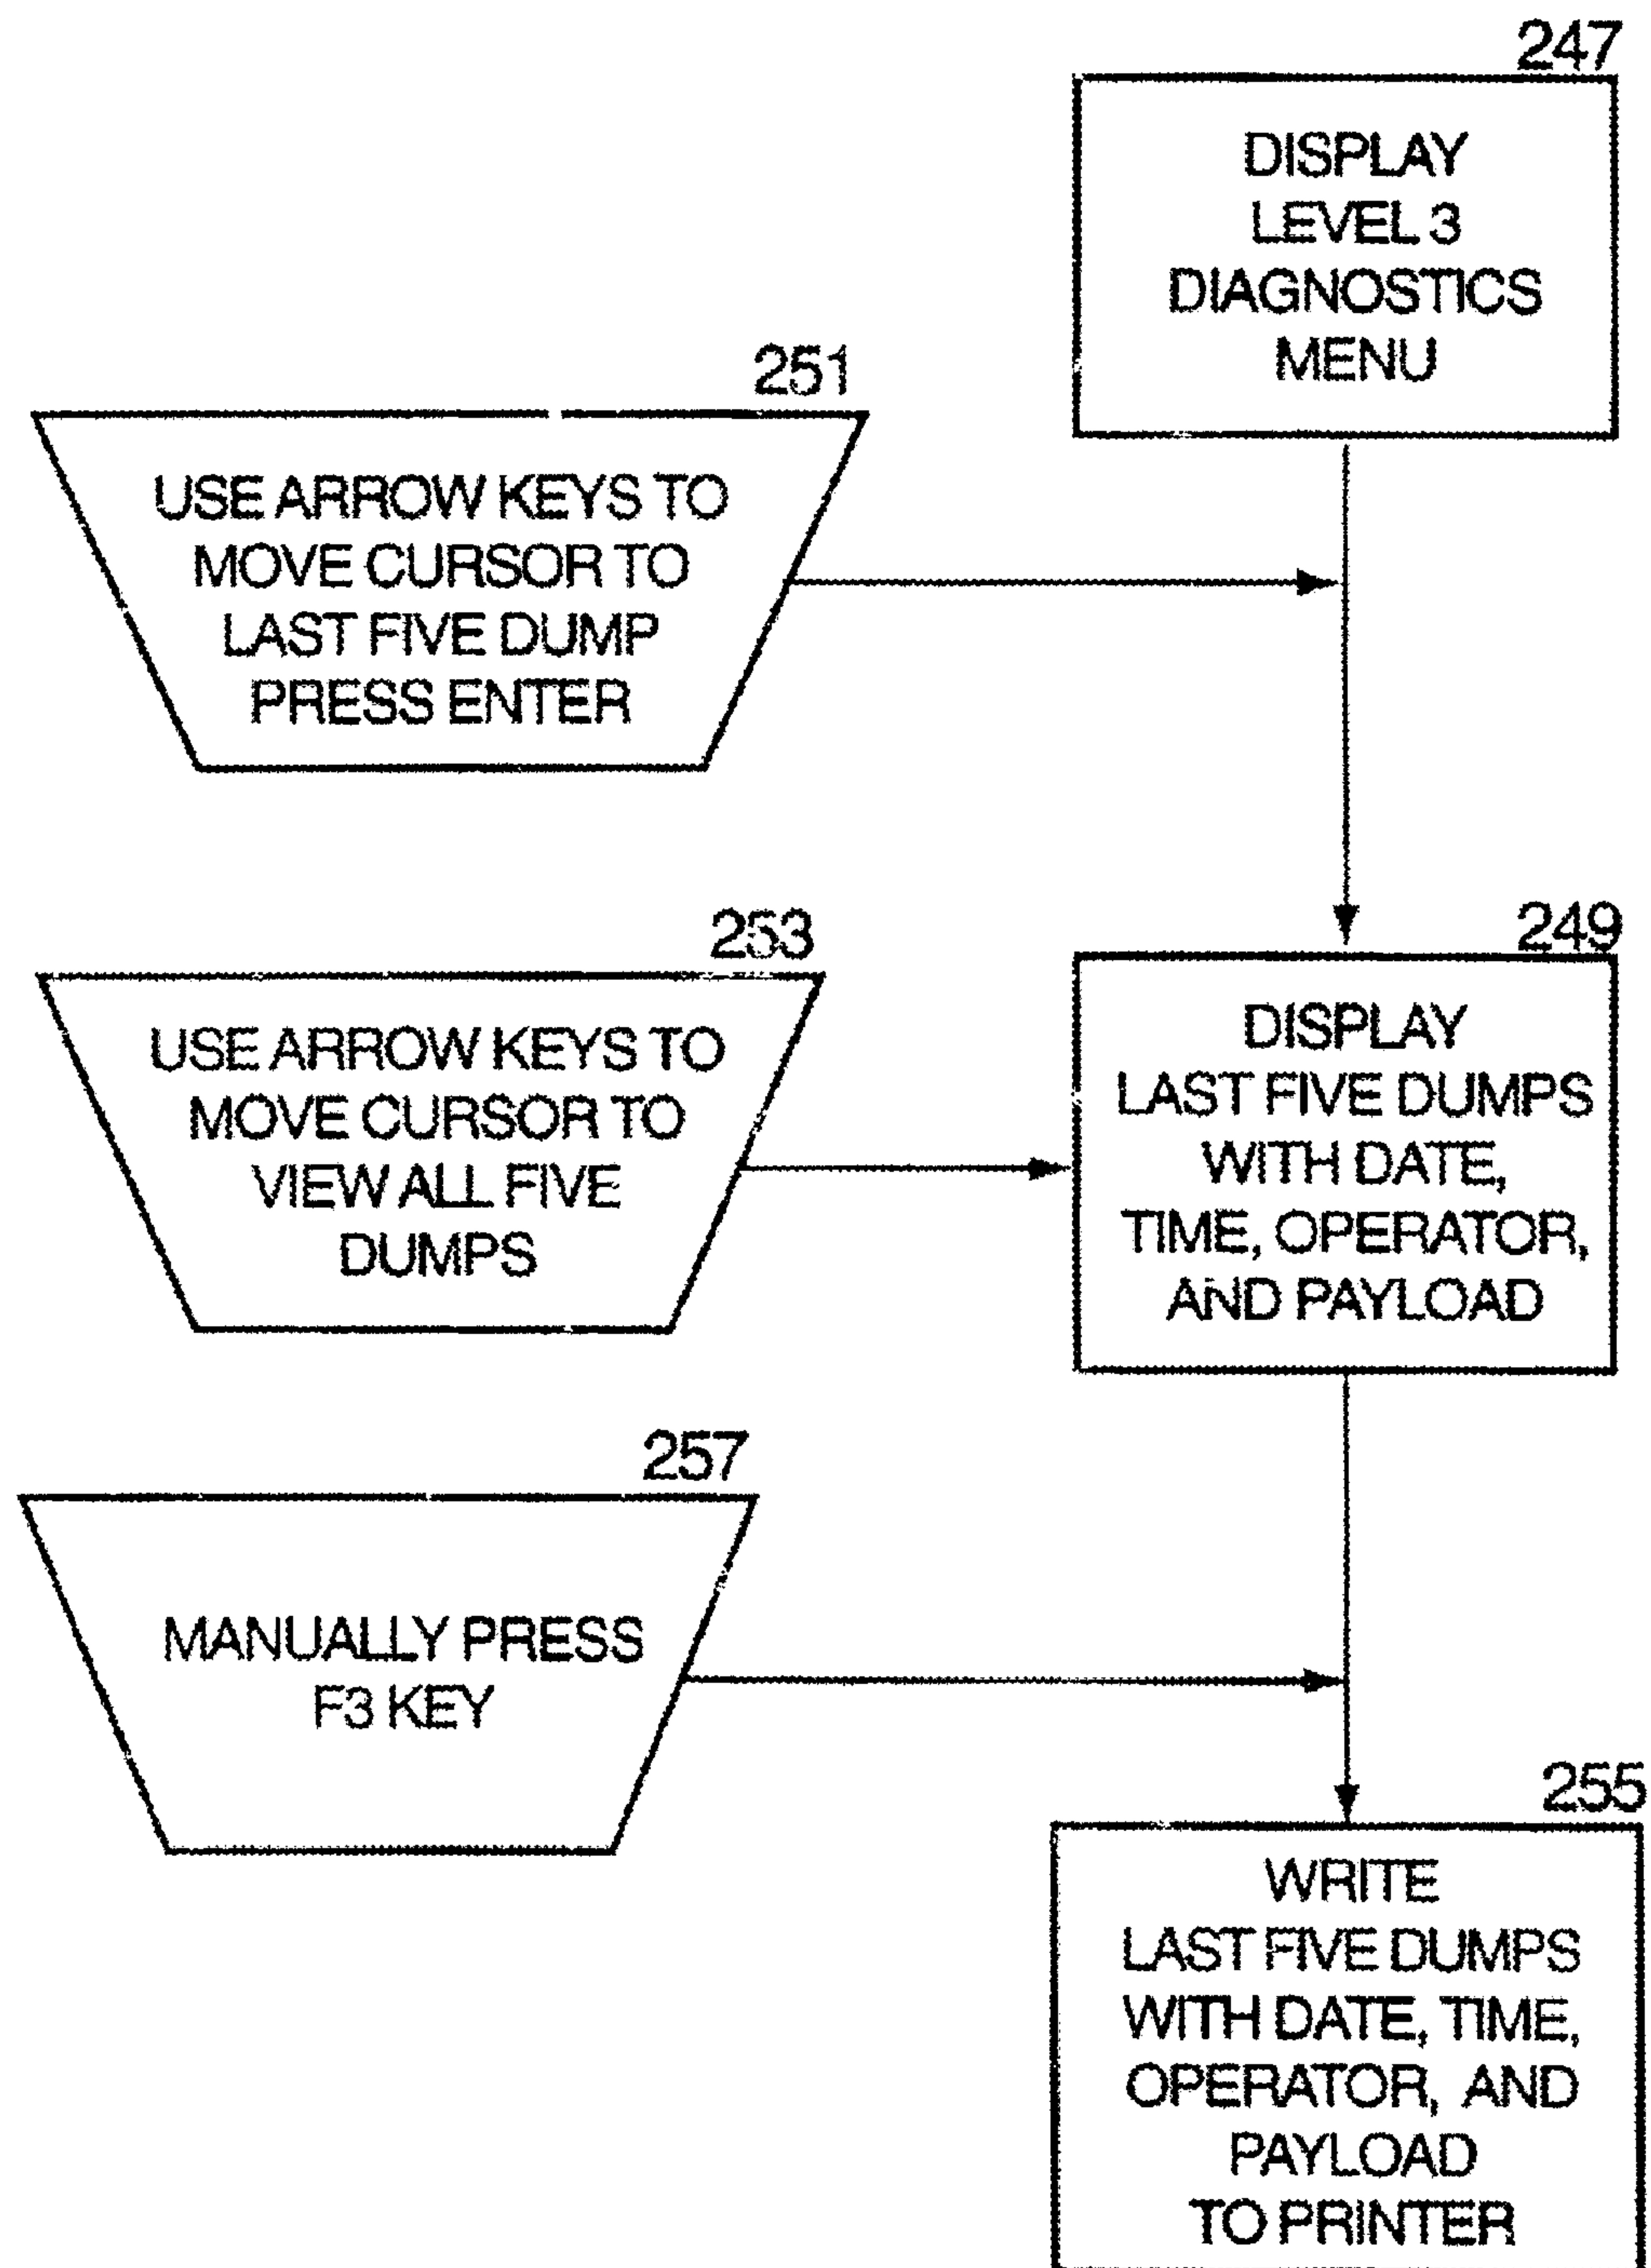 247
DISPLAY
LEVEL 3
DIAGNOSTICS
MENU
251
USE ARROW KEYS TO
MOVE CURSOR TO
LAST FIVE DUMP
PRESS ENTER
253
USE ARROW KEYS TO
MOVE CURSOR TO
VIEW ALL FIVE
DUMPS
249
DISPLAY
LAST FIVE DUMPS
WITH DATE,
TIME, OPERATOR,
AND PAYLOAD
257
MANUALLY PRESS
F3 KEY
255
WRITE
LAST FIVE DUMPS
WITH DATE, TIME,
OPERATOR, AND
PAYLOAD
TO PRINTER